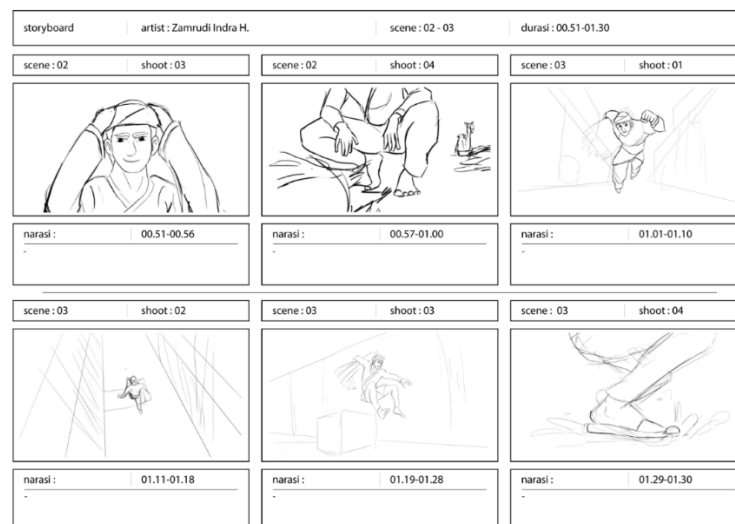 storyboard artist : Zamrudi Indra H. scene : 02 - 03 durasi : 00.51-01.30
scene : 02 shoot : 03 scene : 02 shoot : 04 scene : 03 shoot : 01
narasi : 00.51-00.56 narasi : 00.57-01.00 narasi : 01.01-01.10
- - -
scene : 03 shoot : 02 scene : 03 shoot : 03 scene : 03 shoot : 04
narasi : 01.11-01.18 narasi : 01.19-01.28 narasi : 01.29-01.30
- - -